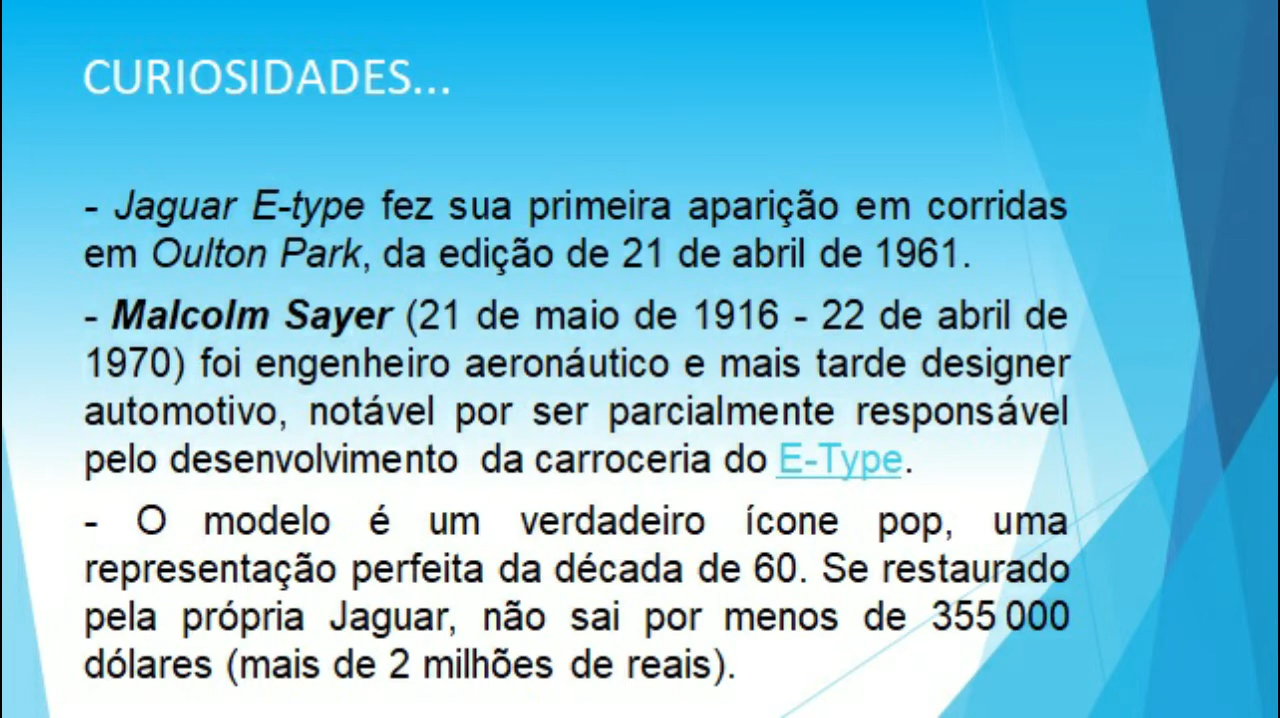 CURIOSIDADES...
- Jaguar E-type fez sua primeira aparição em corridas
em Oulton Park, da edição de 21 de abril de 1961.
- Malcolm Sayer (21 de maio de 1916 - 22 de abril de
1970) foi engenheiro aeronáutico e mais tarde designer
automotivo, notável por ser parcialmente responsável
pelo desenvolvimento da carroceria do E-Type.
- O modelo é um verdadeiro ícone pop, uma
representação perfeita da década de 60. Se restaurado
pela própria Jaguar, não sai por menos de 355 000
dólares (mais de 2 milhões de reais).